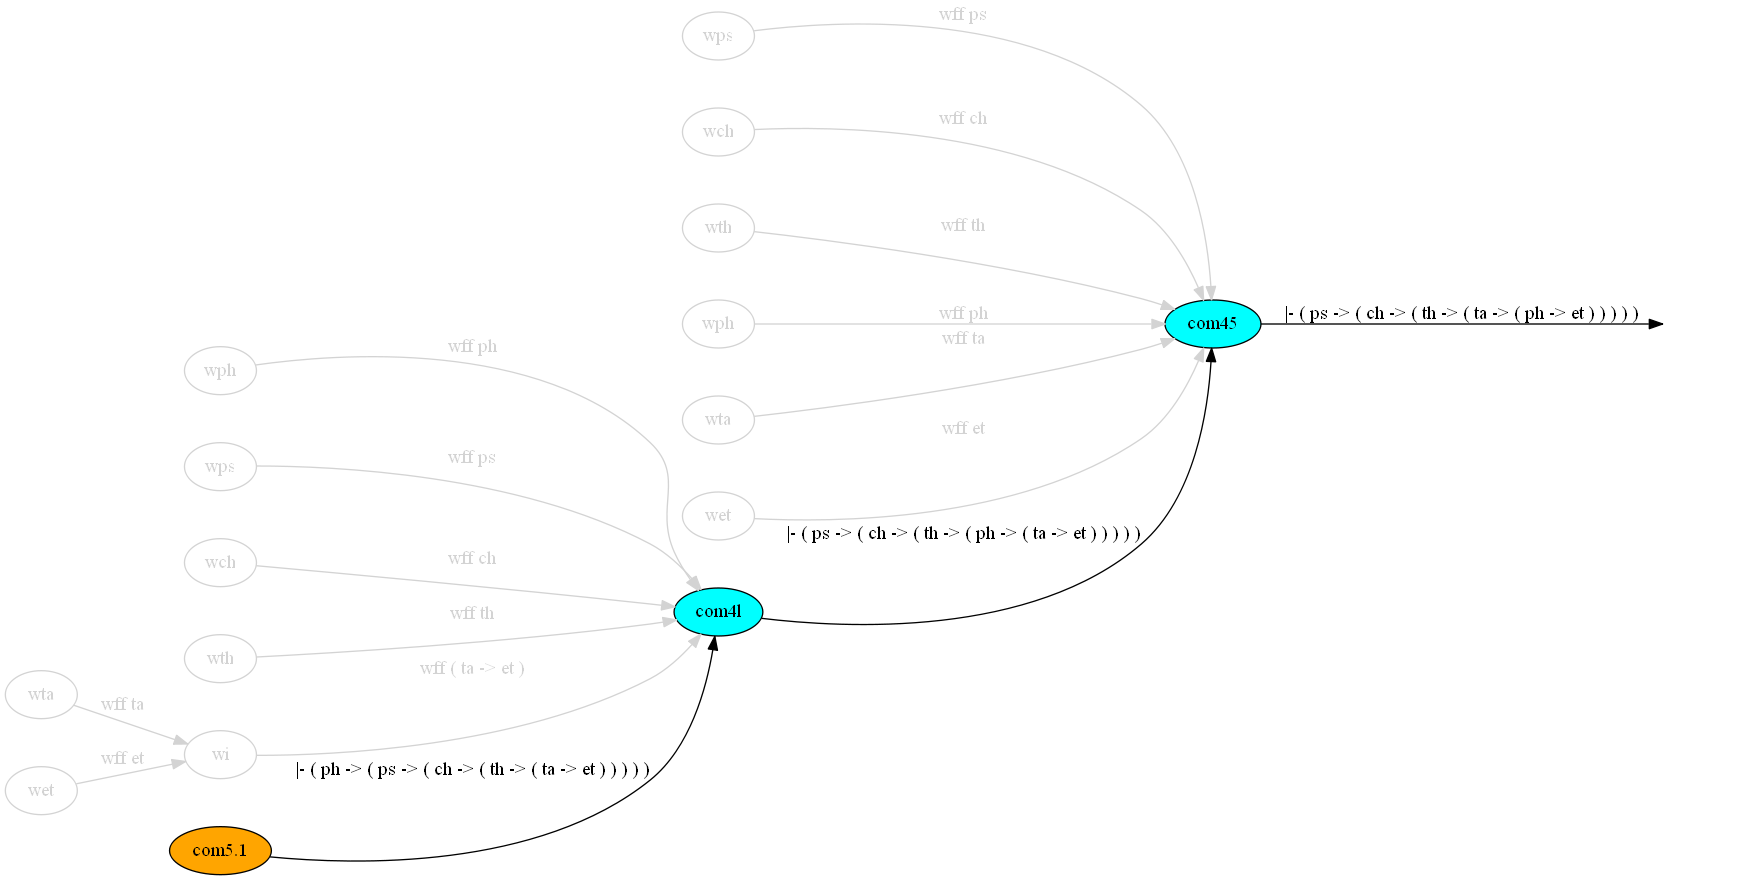 wps
wff ps
wch
wff ch
wth
wff th
wph
wff ph
wff ta
wta
wff et
wet
com45
|- ( ps -> ( ch -> ( th -> ( ta -> ( ph -> et ) ) ) ) )
|- ( ps -> ( ch -> ( th -> ( ph -> ( ta -> et ) ) ) ) )
wph
wff ph
wps
wff ps
wch
wff ch
wth
wff th
com4l
wff ( ta -> et )
wta
wff ta
wi
wff et
wet
|- ( ph -> ( ps -> ( ch -> ( th -> ( ta -> et ) ) ) ) )
com5.1